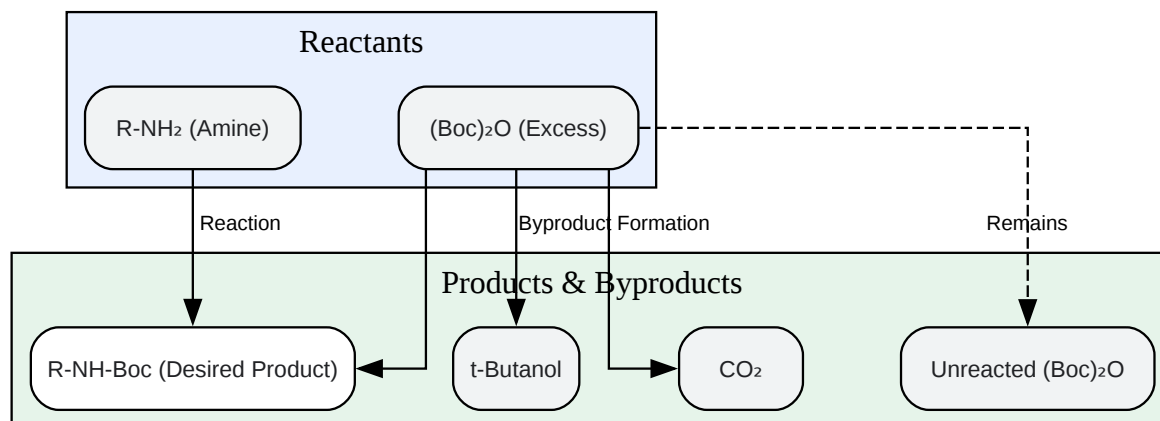 Reactants
R-NH₂ (Amine)
(Boc)₂O (Excess)
Reaction
Byproduct Formation
Remains
Products & Byproducts
R-NH-Boc (Desired Product)
t-Butanol
CO₂
Unreacted (Boc)₂O